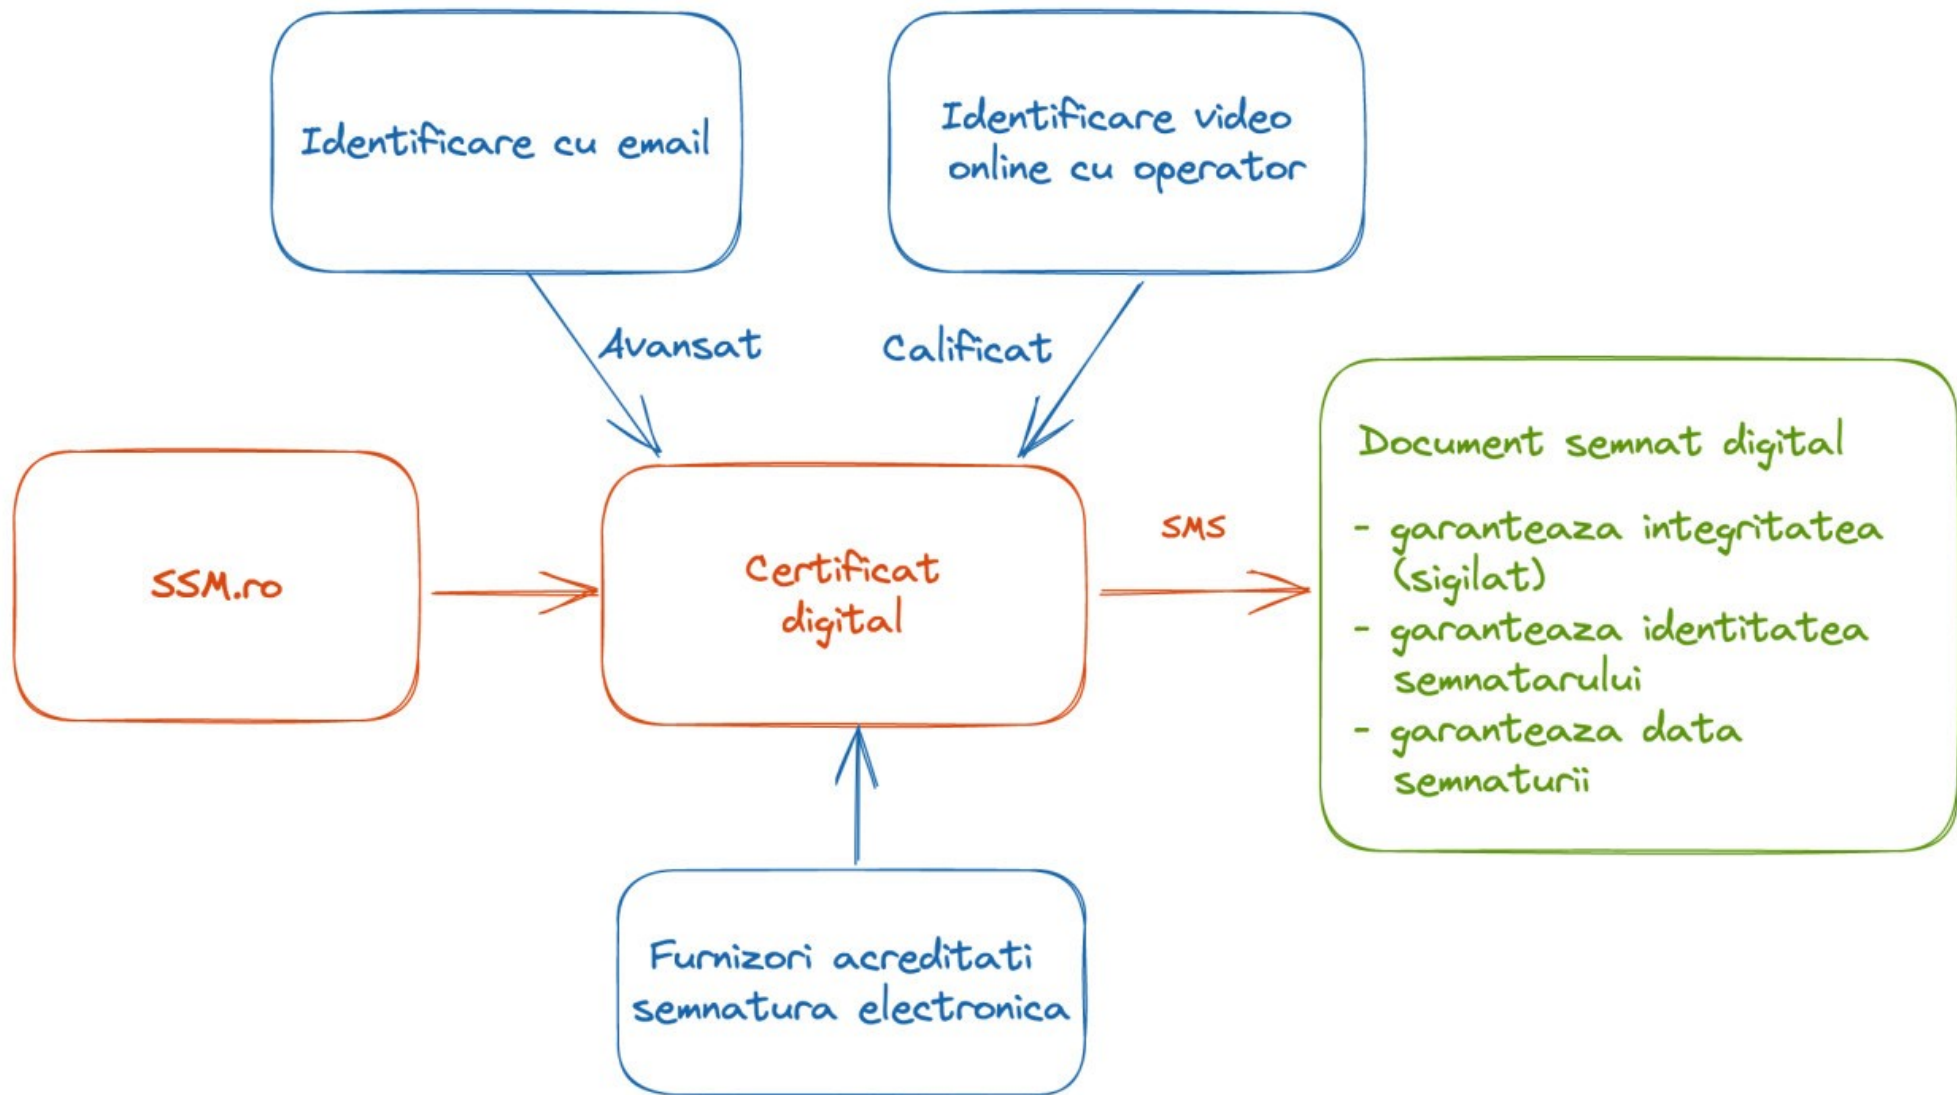 Identificare cu email
Identificare video
online cu operator
Avansat
Calificat
SSM.ro
Certificat
digital
SMS
Document semnat digital
- garanteaza integritatea
(sigilat)
- garanteaza identitatea
semnatarului
- garanteaza data
semnaturii
Furnizori acreditati
semnatura electronica